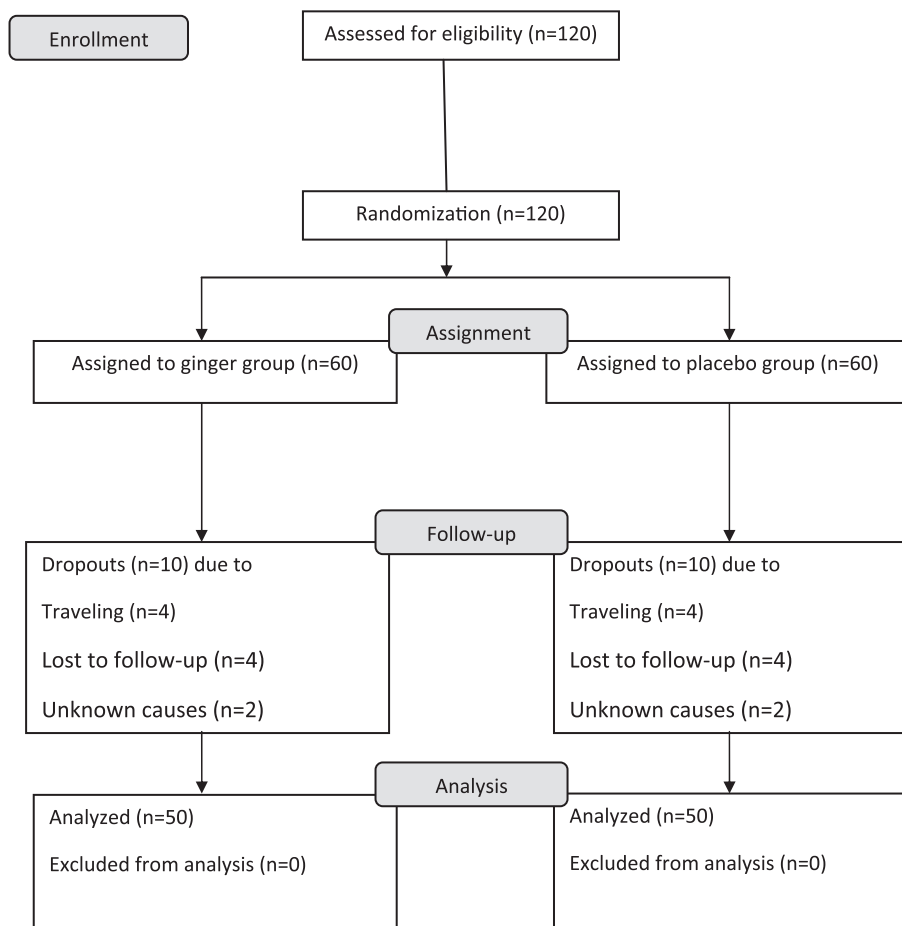 Enrollment
Assessed for eligibility (n=120)
Randomization (n=120)
Assignment
Assigned to ginger group (n=60)
Assigned to placebo group (n=60)
Follow-up
Dropouts (n=10) due to
Traveling (n=4)
Lost to follow-up (n=4)
Unknown causes (n=2)
Dropouts (n=10) due to
Traveling (n=4)
Lost to follow-up (n=4)
Unknown causes (n=2)
Analysis
Analyzed (n=50)
Excluded from analysis (n=0)
Analyzed (n=50)
Excluded from analysis (n=0)